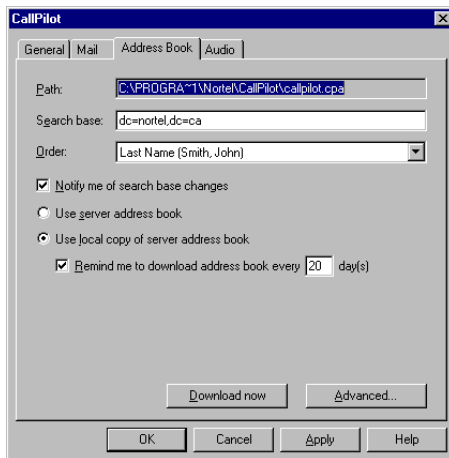 CallPilot
General Mail Address Book Audio
Path: C:\PROGRA~1\Nortel\CallPilot\callpilot.cpa
Search base: dc=nortel,dc=ca
Order: Last Name (Smith, John)
Notify me of search base changes
Use server address book
Use local copy of server address book
Remind me to download address book every 20 day(s)
Download now Advanced...
OK Cancel Apply Help